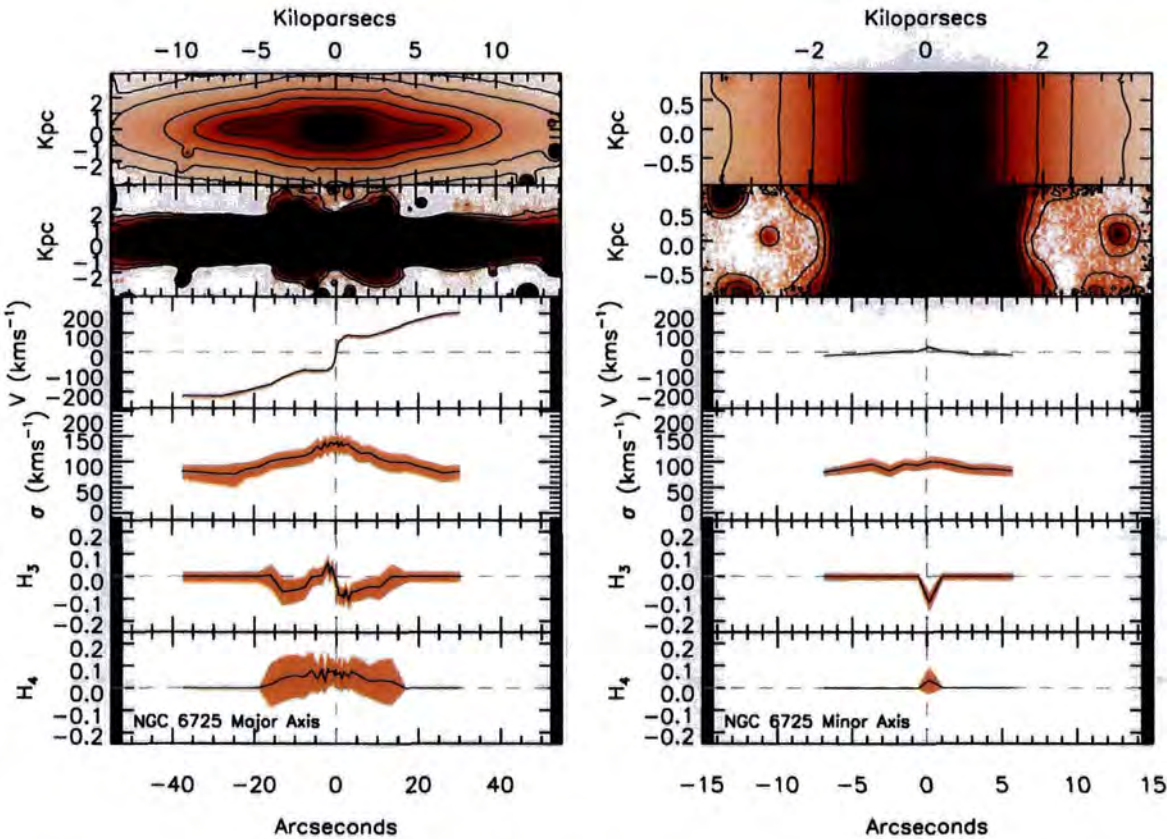 Kiloparsecs
-10 -5 0 5 10
Kpc
2
1
0
-1
-2
Kpc
2
1
0
-1
-2
V (kms⁻¹)
200
100
0
-100
-200
σ (kms⁻¹)
200
150
100
50
0
H₃
0.2
0.1
0.0
-0.1
-0.2
H₄
0.2
0.1
0.0
-0.1
-0.2
NGC 6725 Major Axis
-40 -20 0 20 40
Arcseconds
Kiloparsecs
-2 0 2
Kpc
0.5
0.0
-0.5
Kpc
0.5
0.0
-0.5
V (kms⁻¹)
200
100
0
-100
-200
σ (kms⁻¹)
200
150
100
50
0
H₃
0.2
0.1
0.0
-0.1
-0.2
H₄
0.2
0.1
0.0
-0.1
-0.2
NGC 6725 Minor Axis
-15 -10 -5 0 5 10 15
Arcseconds